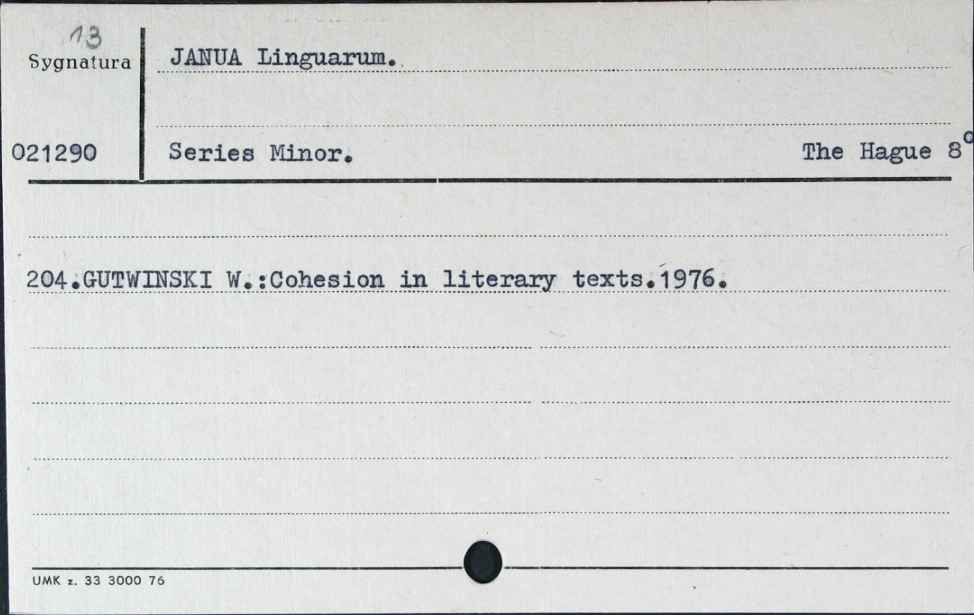 13
Sygnatura
JANUA Linguarum.
021290
Series Minor. The Hague 8°
204.GUTWINSKI W.:Cohesion in literary texts.1976.
UMK z. 33 3000 76